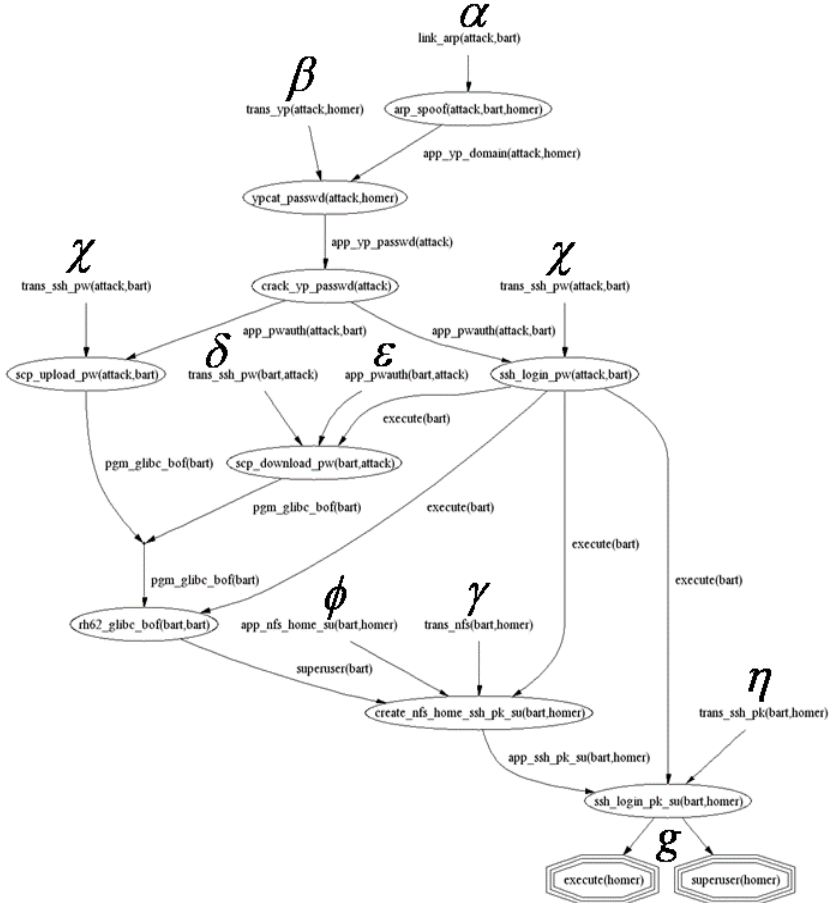 α
link_arp(attack,bart)
β
trans_yp(attack,homer)
arp_spoof(attack,bart,homer)
app_yp_domain(attack,homer)
ypcat_passwd(attack,homer)
app_yp_passwd(attack)
χ
trans_ssh_pw(attack,bart)
crack_yp_passwd(attack)
χ
trans_ssh_pw(attack,bart)
app_pwauth(attack,bart)
app_pwauth(attack,bart)
δ
trans_ssh_pw(bart,attack)
ε
app_pwauth(bart,attack)
scp_upload_pw(attack,bart)
ssh_login_pw(attack,bart)
execute(bart)
pgm_glibc_bof(bart)
scp_download_pw(bart,attack)
pgm_glibc_bof(bart)
execute(bart)
execute(bart)
pgm_glibc_bof(bart)
execute(bart)
rh62_glibc_bof(bart,bart)
ϕ
app_nfs_home_su(bart,homer)
γ
trans_nfs(bart,homer)
superuser(bart)
create_nfs_home_ssh_pk_su(bart,homer)
η
trans_ssh_pk(bart,homer)
app_ssh_pk_su(bart,homer)
ssh_login_pk_su(bart,homer)
g
execute(homer)
superuser(homer)